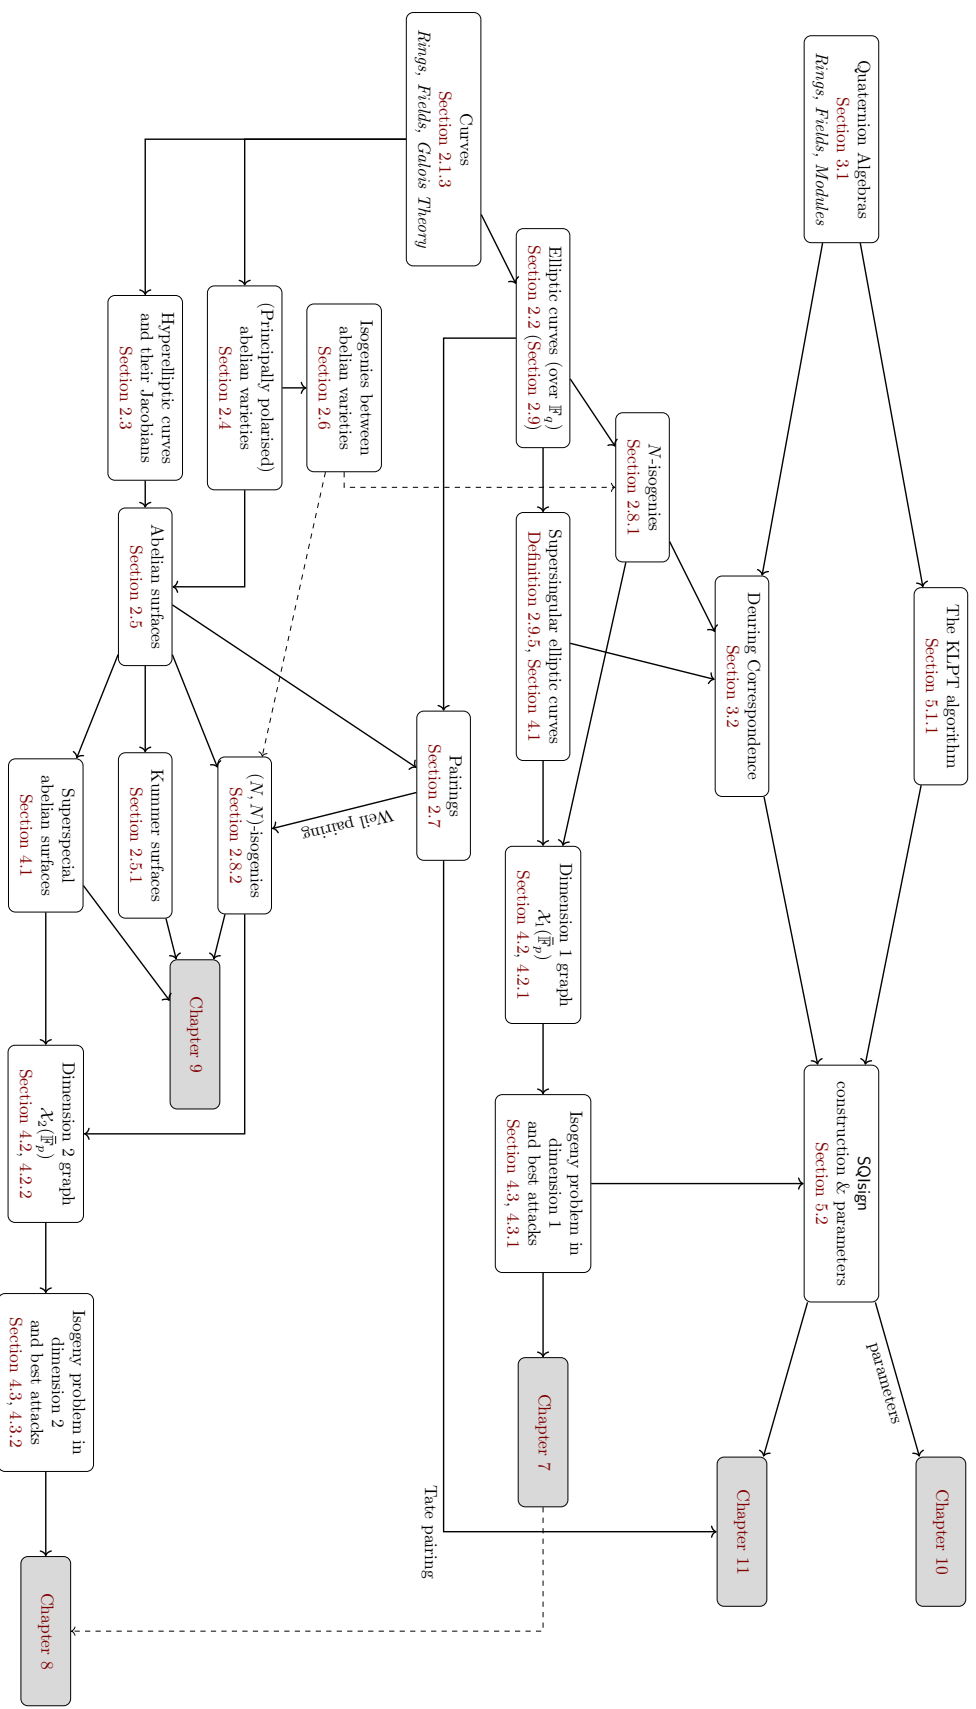 Quaternion Algebras
Section 3.1
Rings, Fields, Modules
The KLPT algorithm
Section 5.1.1
Deuring Correspondence
Section 3.2
SQIsign
construction & parameters
Section 5.2
parameters
Chapter 10
Chapter 11
N-isogenies
Section 2.8.1
Elliptic curves (over 𝔽_q)
Section 2.2 (Section 2.9)
Supersingular elliptic curves
Definition 2.9.5, Section 4.1
Dimension 1 graph
𝒳₁(𝔽̄_p)
Section 4.2, 4.2.1
Isogeny problem in
dimension 1
and best attacks
Section 4.3, 4.3.1
Chapter 7
Curves
Section 2.1.3
Rings, Fields, Galois Theory
Pairings
Section 2.7
Weil pairing
Tate pairing
Isogenies between
abelian varieties
Section 2.6
(Principally polarised)
abelian varieties
Section 2.4
(N, N)-isogenies
Section 2.8.2
Hyperelliptic curves
and their Jacobians
Section 2.3
Abelian surfaces
Section 2.5
Kummer surfaces
Section 2.5.1
Chapter 9
Superspecial
abelian surfaces
Section 4.1
Dimension 2 graph
𝒳₂(𝔽̄_p)
Section 4.2, 4.2.2
Isogeny problem in
dimension 2
and best attacks
Section 4.3, 4.3.2
Chapter 8